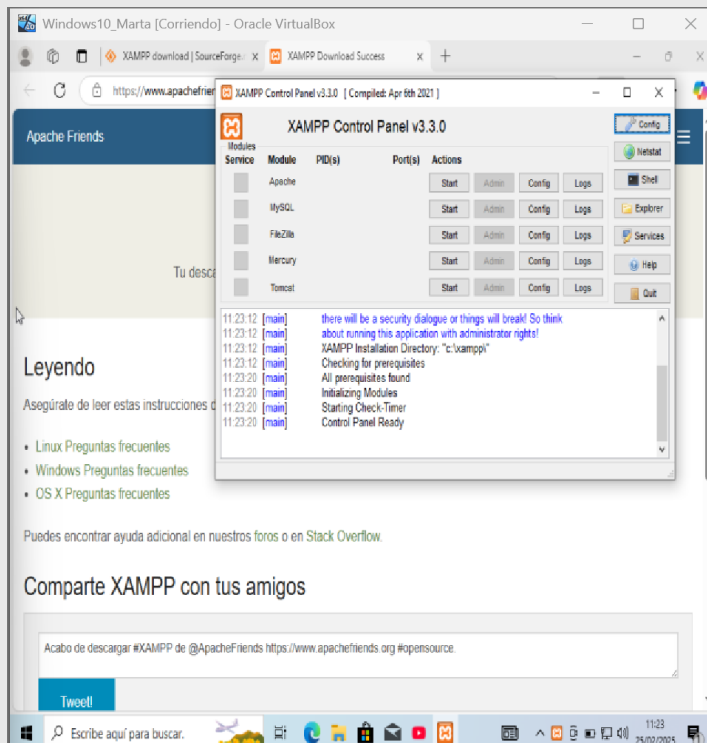 Windows10_Marta [Corriendo] - Oracle VirtualBox
XAMPP download | SourceForge.
XAMPP Download Success
https://www.apachefrien
Apache Friends
Tu desca
XAMPP Control Panel v3.3.0 [ Compiled: Apr 6th 2021 ]
XAMPP Control Panel v3.3.0
Config
Modules
Service Module PID(s) Port(s) Actions
Netstat
Apache Start Admin Config Logs
Shell
MySQL Start Admin Config Logs
Explorer
FileZilla Start Admin Config Logs
Services
Mercury Start Admin Config Logs
Help
Tomcat Start Admin Config Logs
Quit
11:23:12 [main] there will be a security dialogue or things will break! So think
11:23:12 [main] about running this application with administrator rights!
11:23:12 [main] XAMPP Installation Directory: "c:\xampp\"
11:23:12 [main] Checking for prerequisites
11:23:20 [main] All prerequisites found
11:23:20 [main] Initializing Modules
11:23:20 [main] Starting Check-Timer
11:23:20 [main] Control Panel Ready
Leyendo
Asegúrate de leer estas instrucciones d
Linux Preguntas frecuentes
Windows Preguntas frecuentes
OS X Preguntas frecuentes
Puedes encontrar ayuda adicional en nuestros foros o en Stack Overflow.
Comparte XAMPP con tus amigos
Acabo de descargar #XAMPP de @ApacheFriends https://www.apachefriends.org #opensource.
Tweet!
Escribe aquí para buscar.
11:23
25/02/2025